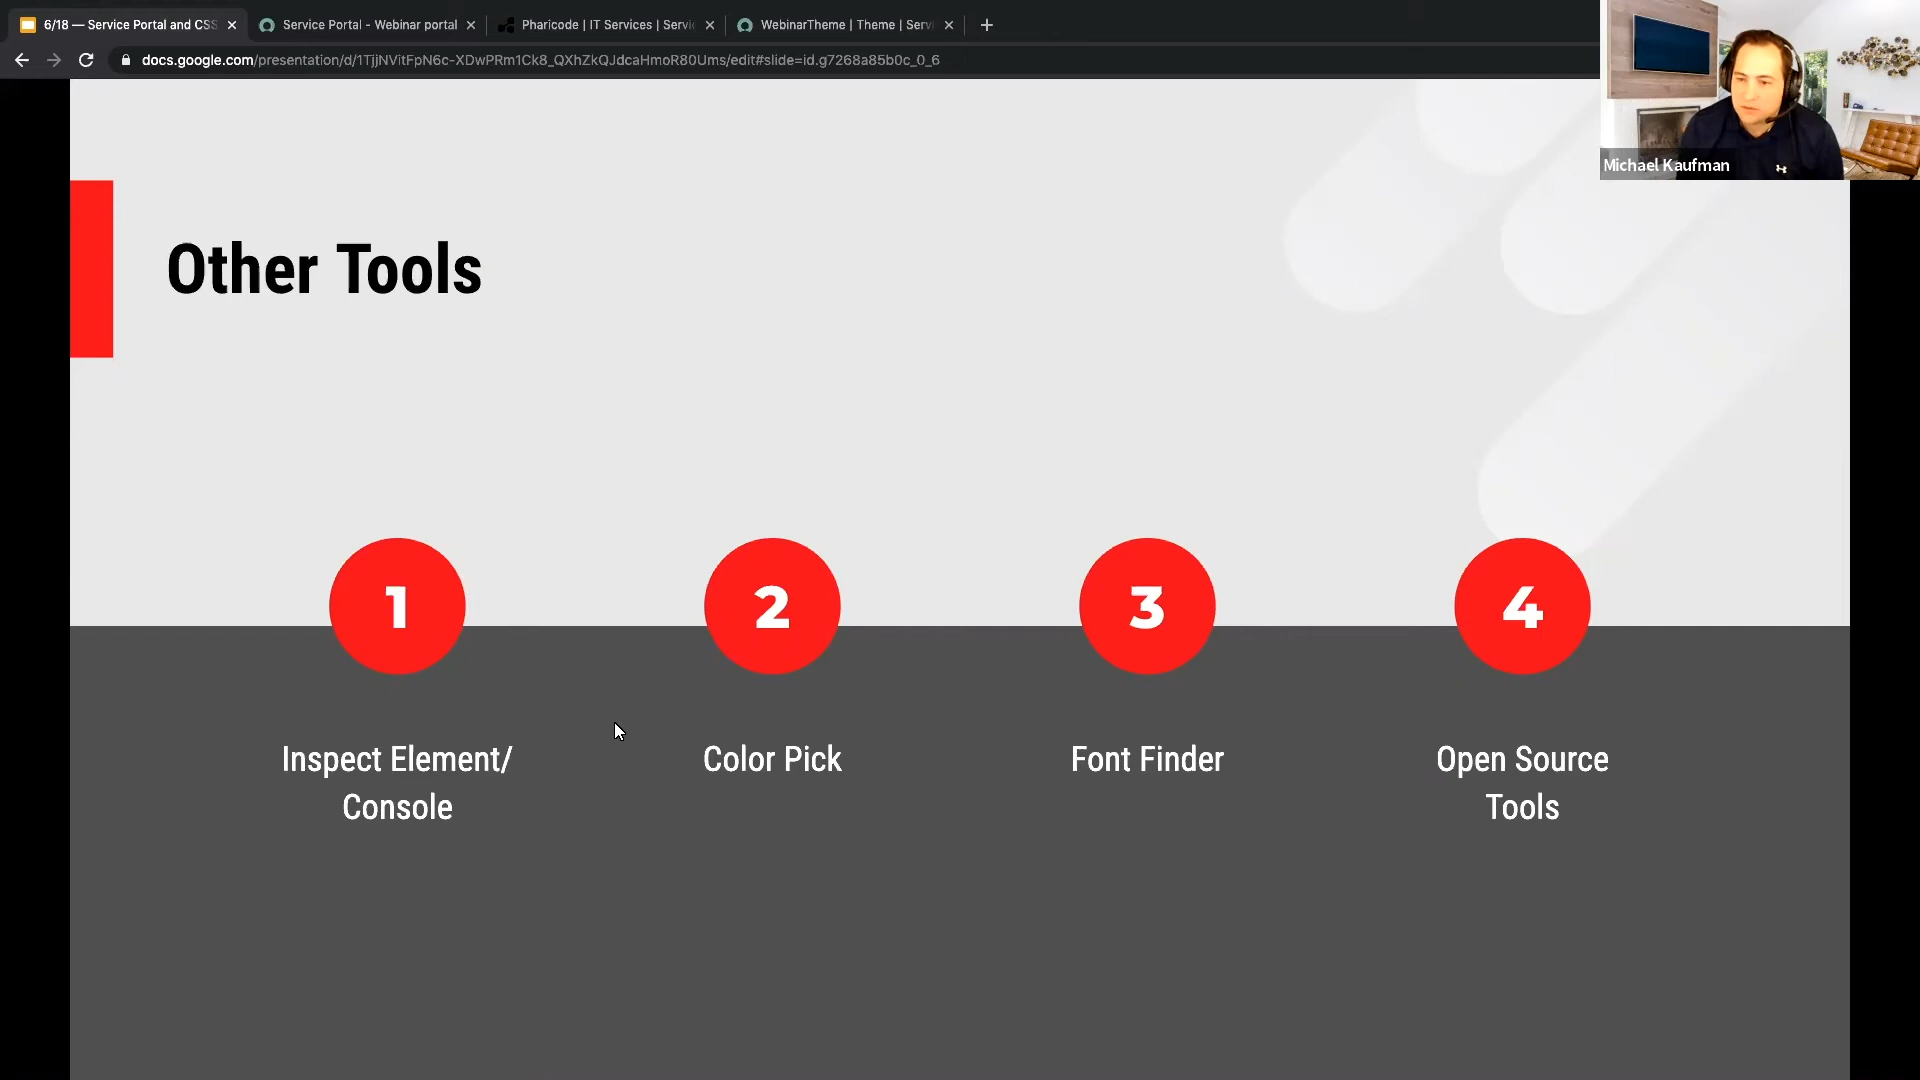 6/18 — Service Portal and CSS
Service Portal - Webinar portal
Pharicode | IT Services | Servi
WebinarTheme | Theme | Serv
docs.google.com/presentation/d/1TjjNVitFpN6c-XDwPRm1Ck8_QXhZkQJdcaHmoR80Ums/edit#slide=id.g7268a85b0c_0_6
Michael Kaufman
Other Tools
1
2
3
4
Inspect Element/
Console
Color Pick
Font Finder
Open Source
Tools